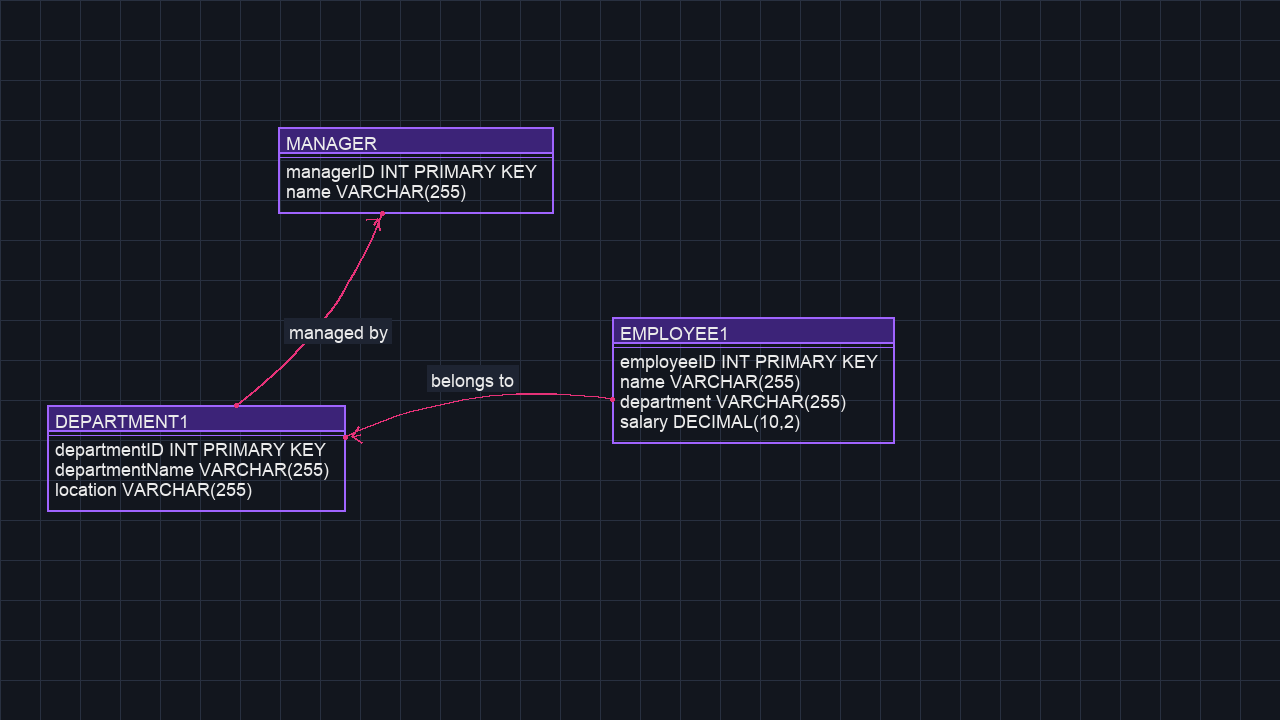 MANAGER
managerID INT PRIMARY KEY
name VARCHAR(255)
managed by
EMPLOYEE1
employeeID INT PRIMARY KEY
name VARCHAR(255)
department VARCHAR(255)
salary DECIMAL(10,2)
belongs to
DEPARTMENT1
departmentID INT PRIMARY KEY
departmentName VARCHAR(255)
location VARCHAR(255)